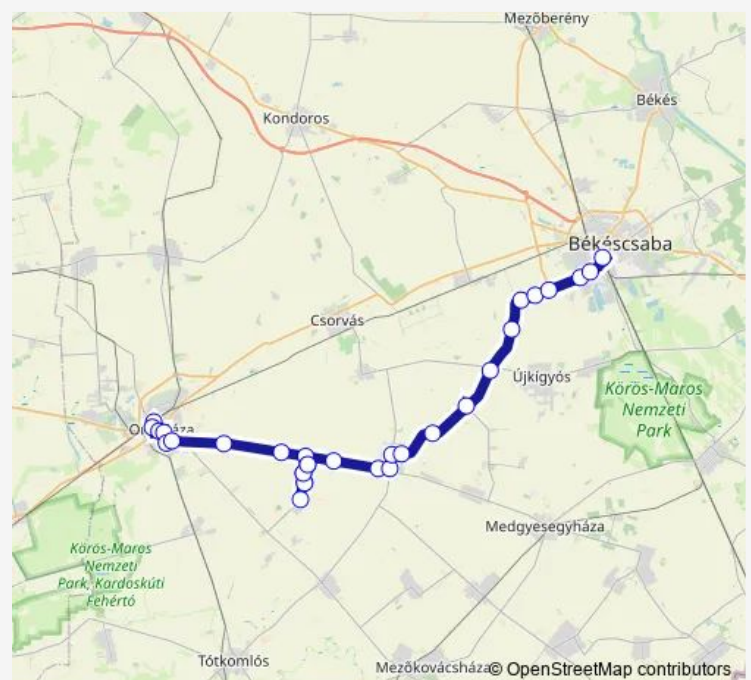 Mezőberény
Békés
Kondoros
Békéscsaba
Csorvás
Újkígyós
Körös-Maros
Nemzeti
Park
Medgyesegyháza
Körös-Maros
Nemzeti
Park, Kardoskúti
Fehértó
Tótkomlós
Mezőkovácsháza
© OpenStreetMap contributors